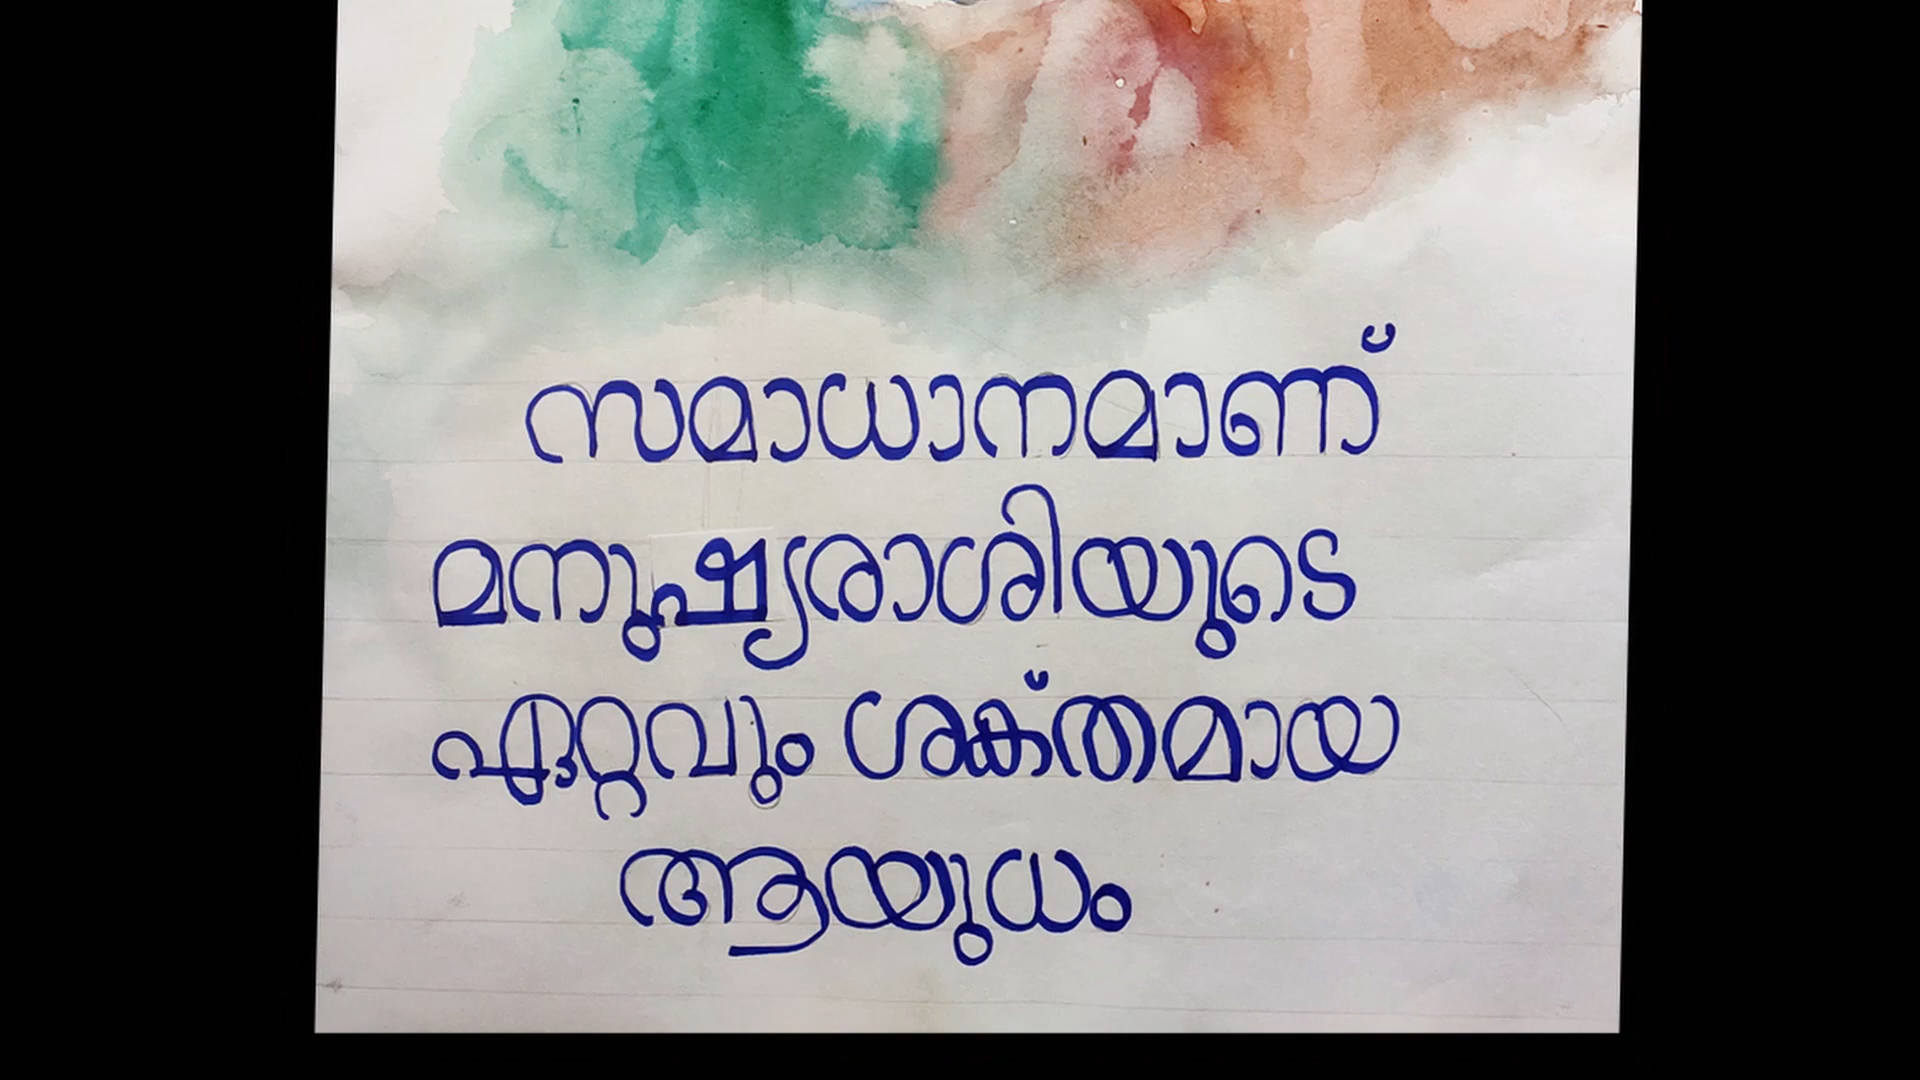 സമാധാനമാണ്
മനുഷ്യരാശിയുടെ
ഏറ്റവും ശക്തമായ
ആയുധം